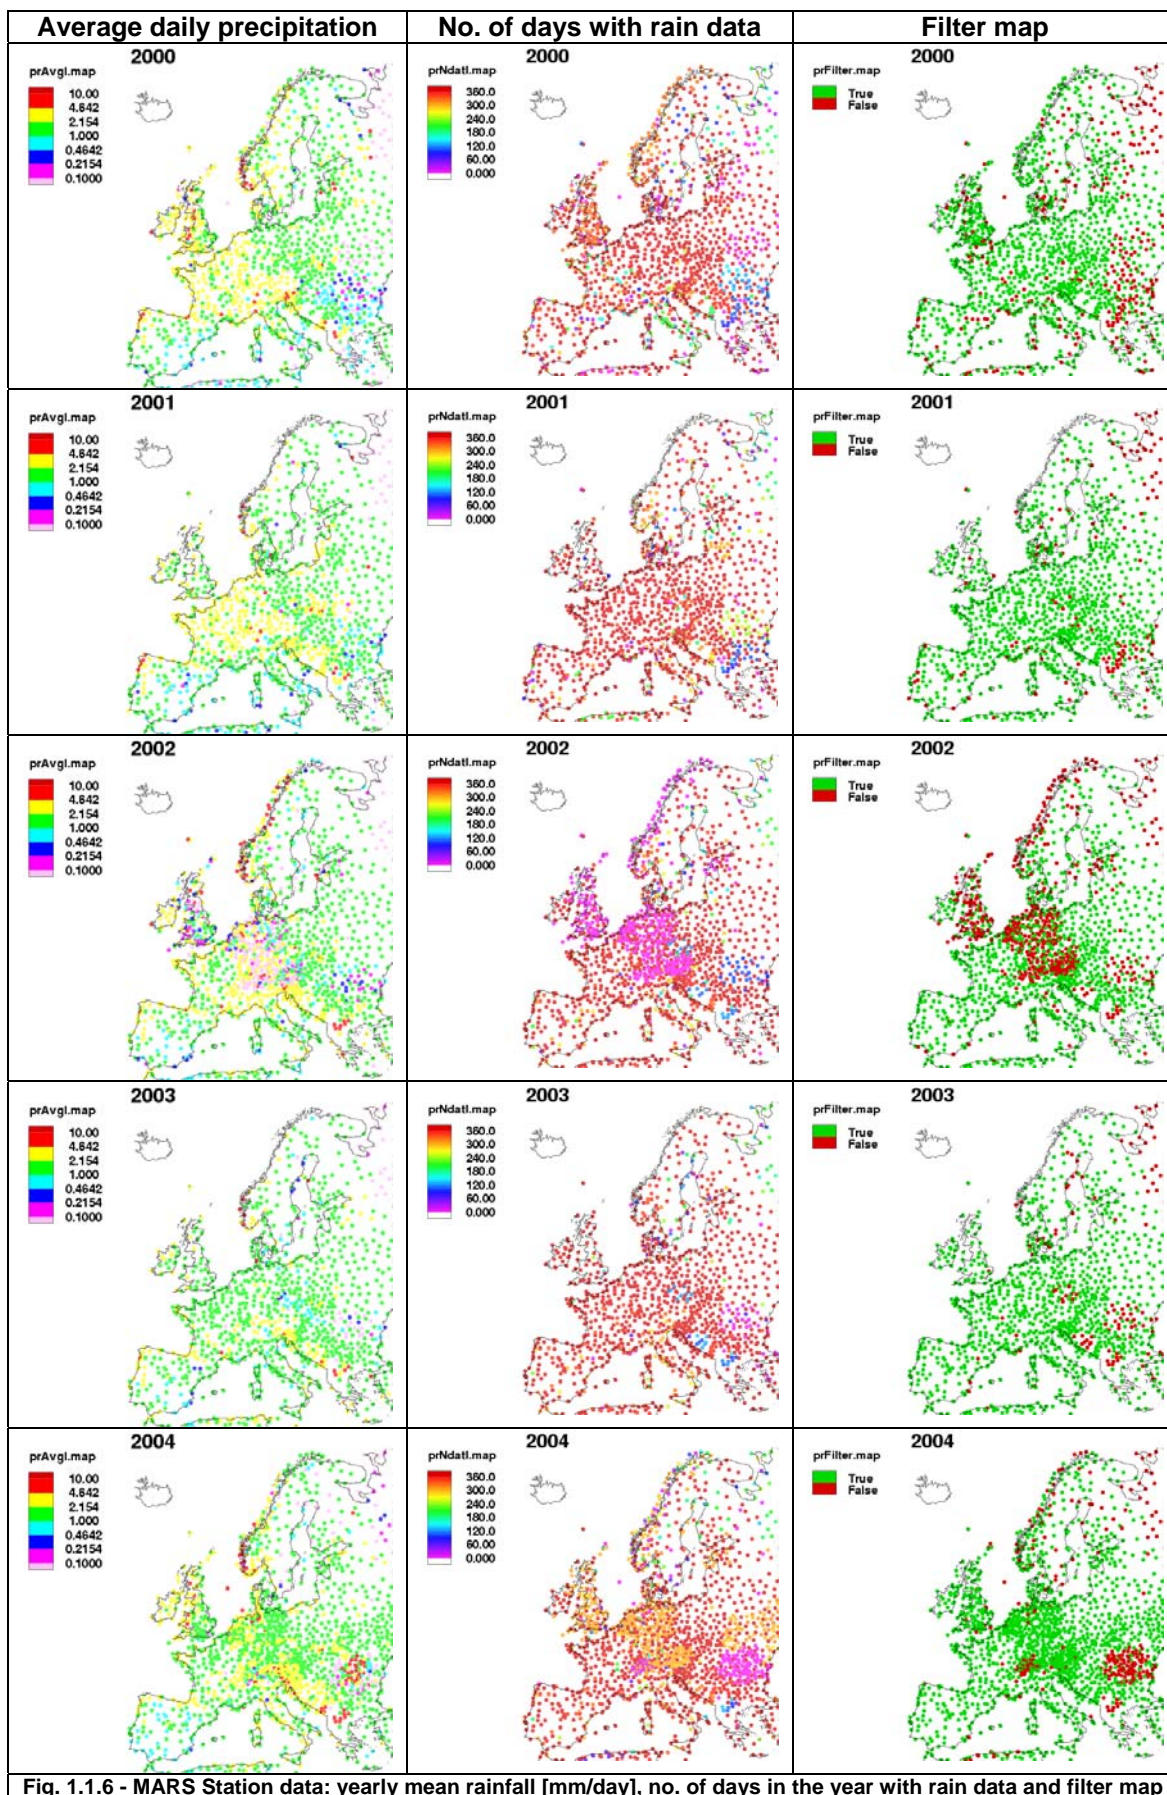 Average daily precipitation
No. of days with rain data
Filter map
2000
prAvgl.map
10.00
4.642
2.154
1.000
0.4642
0.2154
0.1000
2000
prNdatl.map
360.0
300.0
240.0
180.0
120.0
60.00
0.000
2000
prFilter.map
True
False
2001
prAvgl.map
10.00
4.642
2.154
1.000
0.4642
0.2154
0.1000
2001
prNdatl.map
360.0
300.0
240.0
180.0
120.0
60.00
0.000
2001
prFilter.map
True
False
2002
prAvgl.map
10.00
4.642
2.154
1.000
0.4642
0.2154
0.1000
2002
prNdatl.map
360.0
300.0
240.0
180.0
120.0
60.00
0.000
2002
prFilter.map
True
False
2003
prAvgl.map
10.00
4.642
2.154
1.000
0.4642
0.2154
0.1000
2003
prNdatl.map
360.0
300.0
240.0
180.0
120.0
60.00
0.000
2003
prFilter.map
True
False
2004
prAvgl.map
10.00
4.642
2.154
1.000
0.4642
0.2154
0.1000
2004
prNdatl.map
360.0
300.0
240.0
180.0
120.0
60.00
0.000
2004
prFilter.map
True
False
Fig. 1.1.6 - MARS Station data: yearly mean rainfall [mm/day], no. of days in the year with rain data and filter map